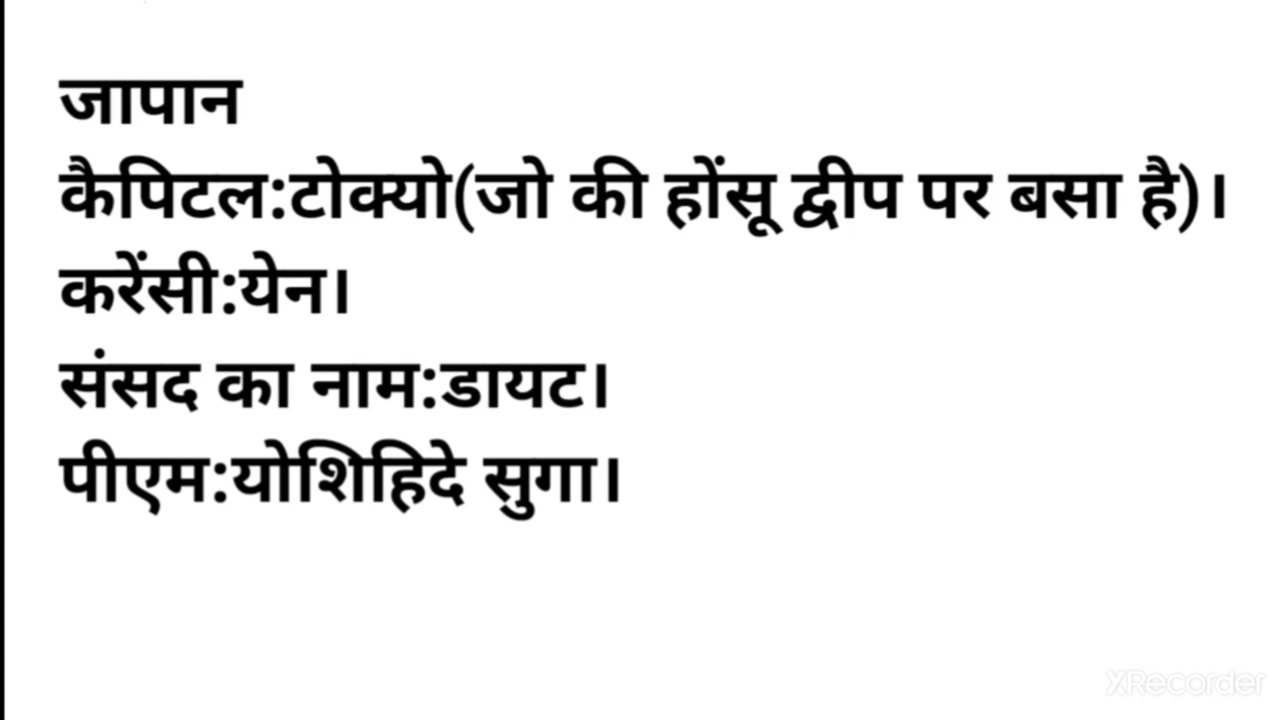 जापान
कैपिटल:टोक्यो(जो की होंसू द्वीप पर बसा है)।
करेंसी:येन।
संसद का नाम:डायट।
पीएम:योशिहिदे सुगा।
XRecorder